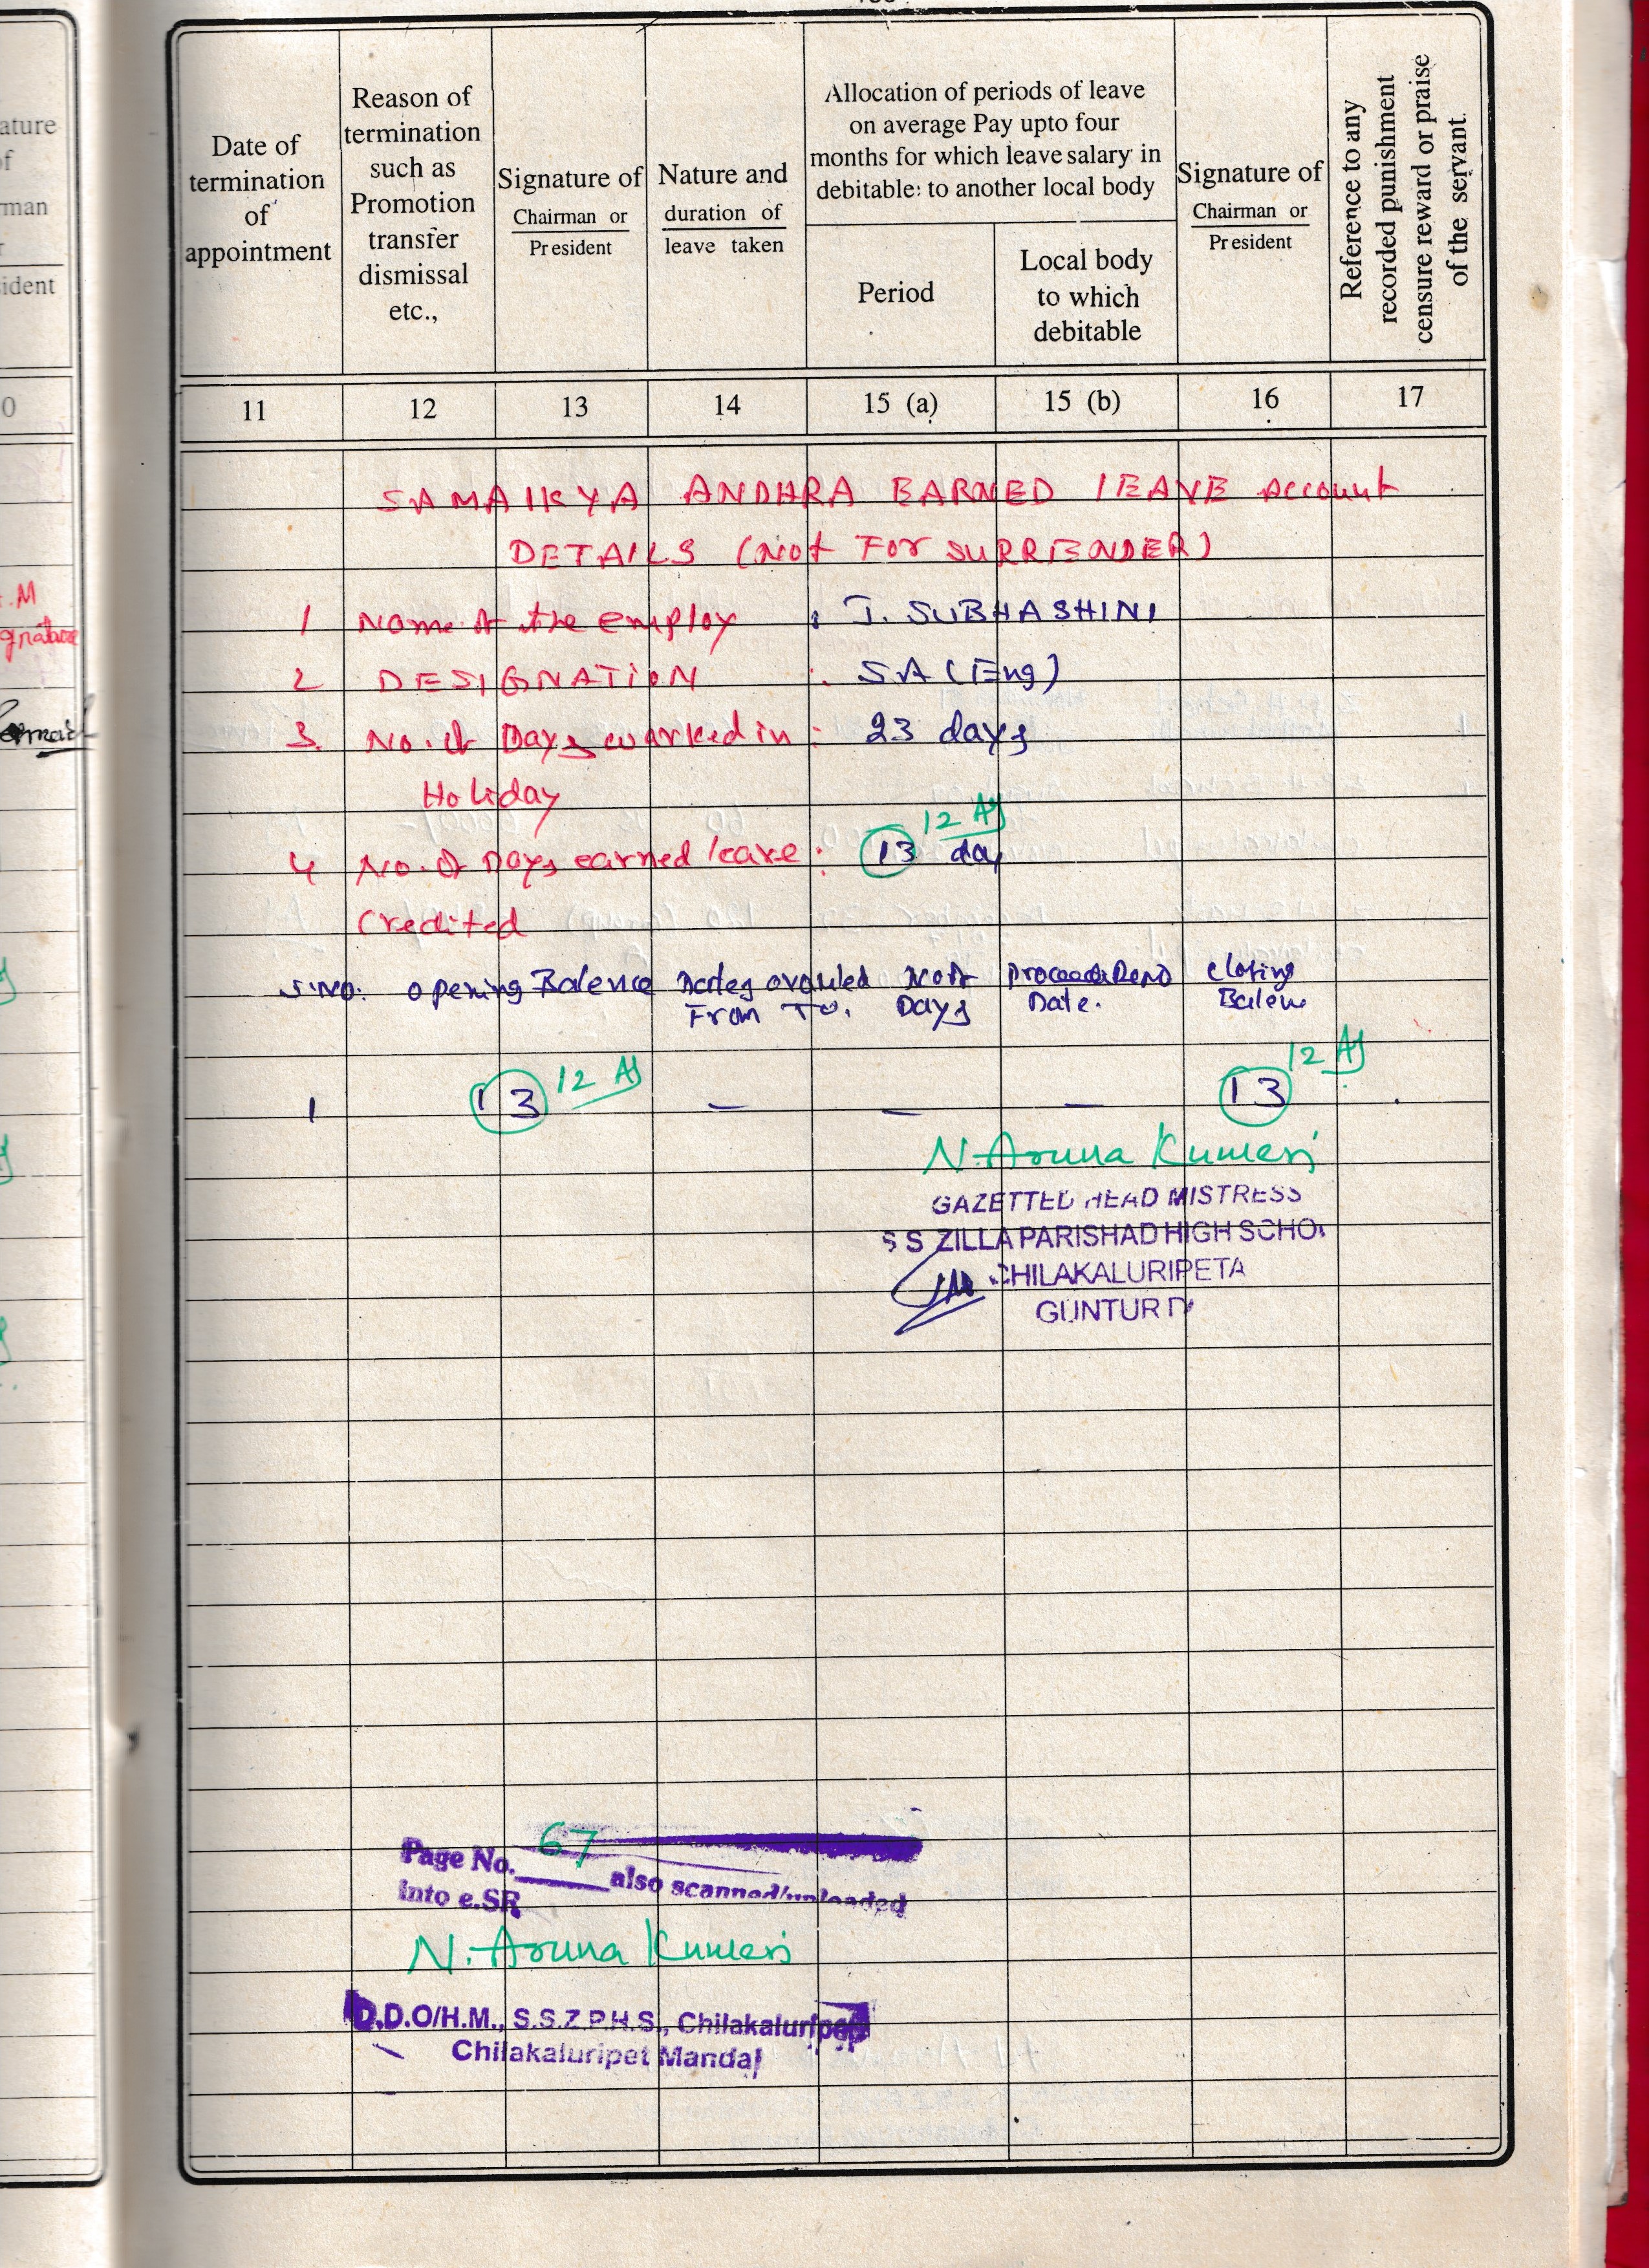 ature
of
man
ident
0
.M
gnature
Date of
termination
of
appointment
Reason of
termination
such as
Promotion
transfer
dismissal
etc.,
Signature of
Chairman or
President
Nature and
duration of
leave taken
Allocation of periods of leave
on average Pay upto four
months for which leave salary in
debitable: to another local body
Period
Local body
to which
debitable
Signature of
Chairman or
President
Reference to any
recorded punishment
censure reward or praise
of the servant.
11 12 13 14 15 (a) 15 (b) 16 17
SAMAIKYA ANDHRA EARNED LEAVE Account
DETAILS (Not For SURRENDER)
1 Name of the employ : J. SUBHASHINI
2 DESIGNATION : SA (Eng)
3. No. of Days worked in : 23 days
Holiday
12 AJ
4 No. of Days earned leave : 13 day
Credited
S.NO: opening Balence Dates availed No of Closing
From To. Days Date. Balen
1 13 12 AJ – – – 13 12 AJ
N. Aruna Kumari
GAZETTED HEAD MISTRESS
S S ZILLA PARISHAD HIGH SCHO
CHILAKALURIPETA
GUNTUR D
Page No. 67 also scanned/uploaded
into e.SR
N. Aruna Kumari
D.D.O/H.M., S.S.Z.P.H.S., Chilakaluripet
Chilakaluripet Mandal